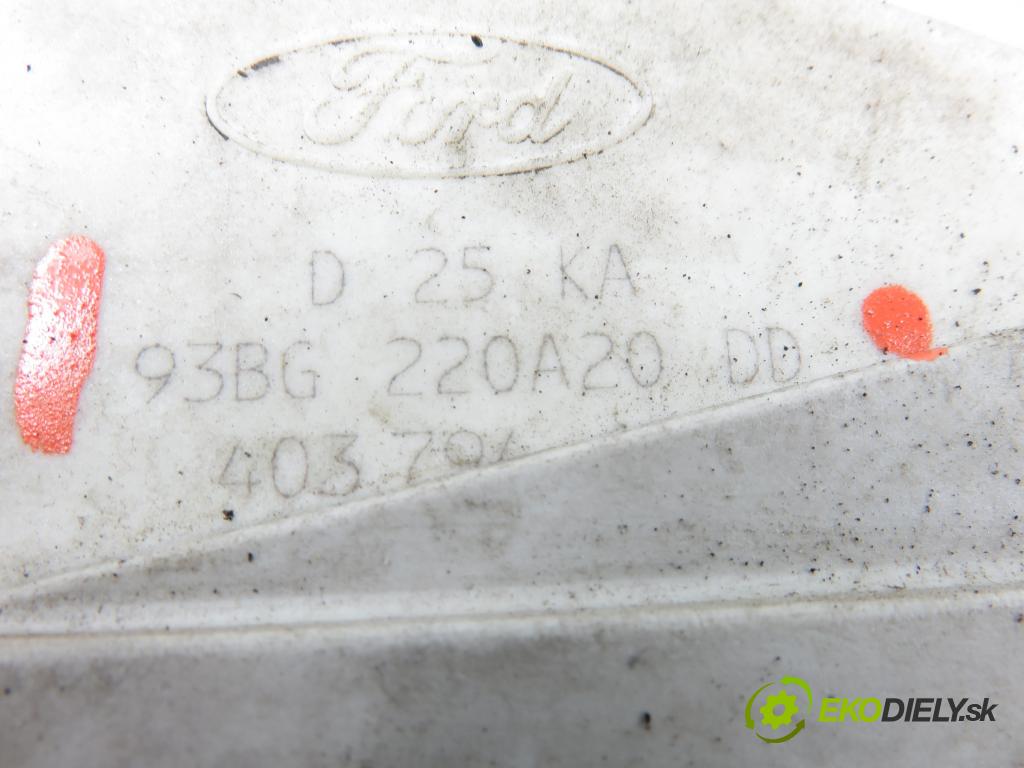 Ford
D 25 KA
93BG 220A20 DD
EKODIELY.sk